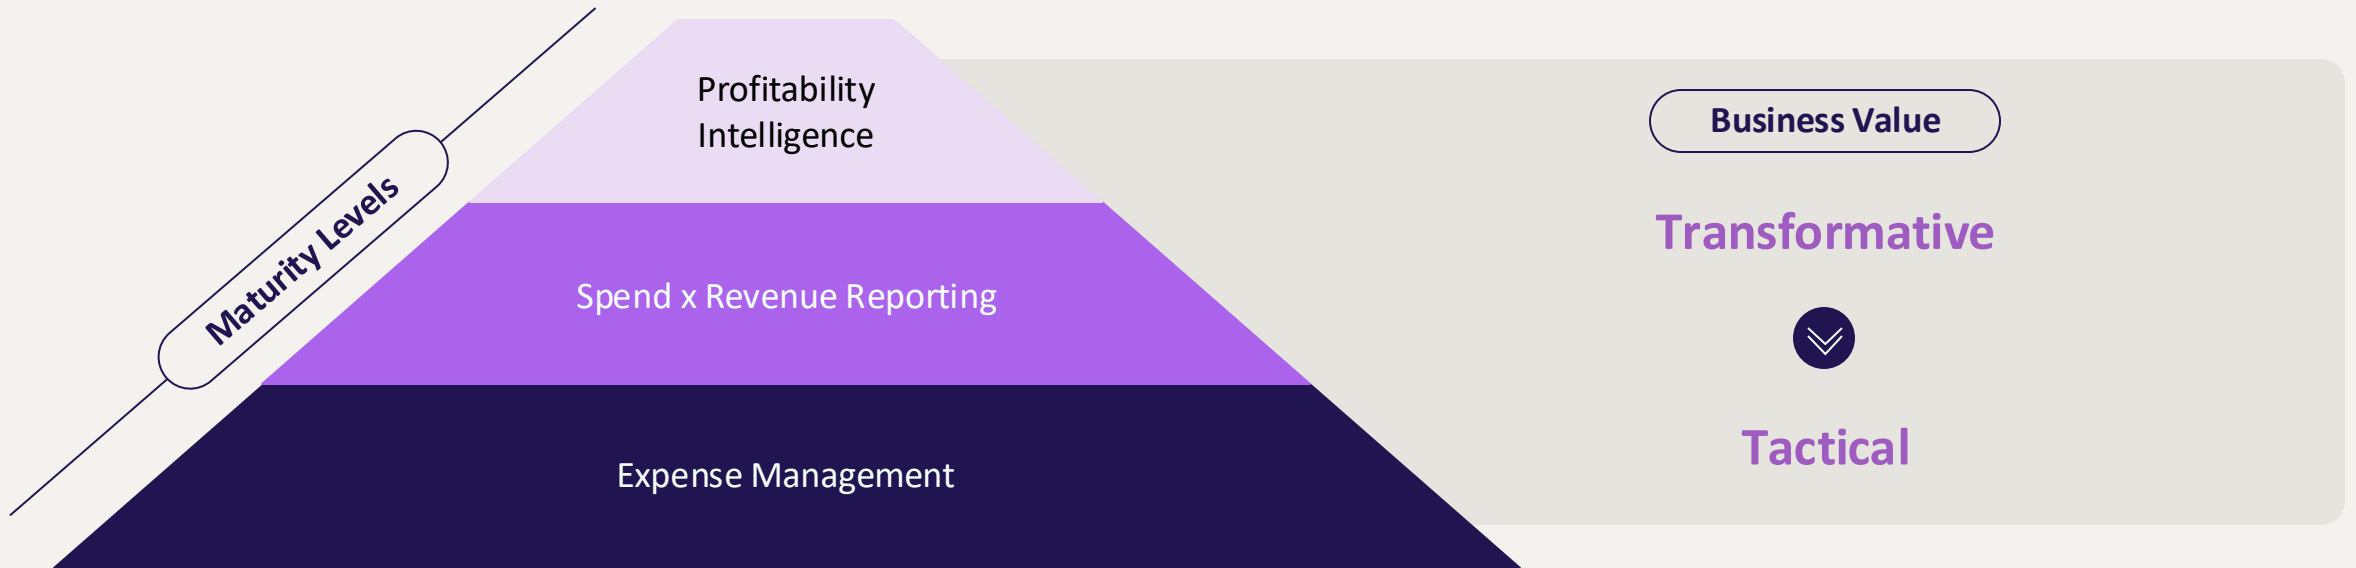 Maturity Levels
Profitability
Intelligence
Spend x Revenue Reporting
Expense Management
Business Value
Transformative
Tactical